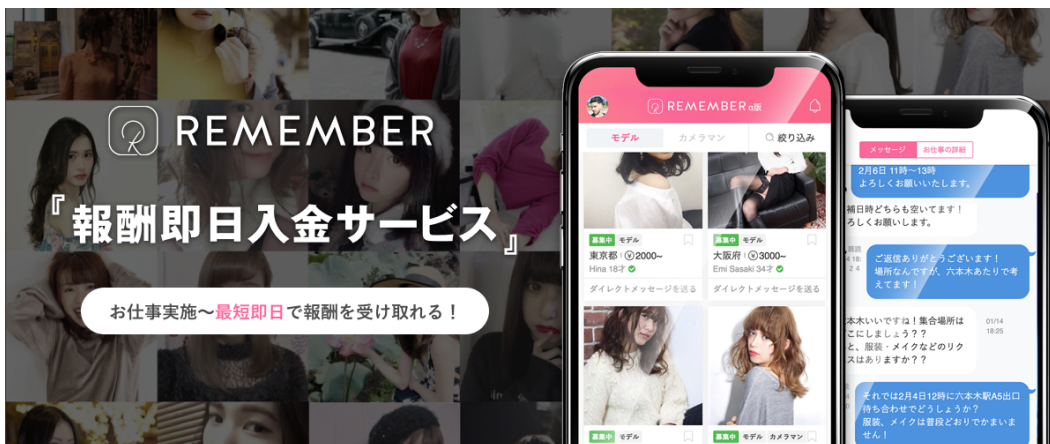 REMEMBER
『報酬即日入金サービス』
お仕事実施〜最短即日で報酬を受け取れる！
REMEMBER α版
モデル
カメラマン
絞り込み
募集中 モデル
東京都：¥2000~
Hina 18才
ダイレクトメッセージを送る
募集中 モデル
大阪府：¥3000~
Emi Sasaki 34才
ダイレクトメッセージを送る
募集中 モデル
募集中 モデル カメラマン
メッセージ
お仕事の詳細
2月6日 11時〜13時
よろしくお願いいたします。
補日時どちらも空いてます！
ろしくお願いします。
ご返信ありがとうございます！
場所なんですが、六本木あたりで考
えてます！
本木いいですね！集合場所は
こにしましょう？？
と、服装・メイクなどのリク
スはありますか？？
01/14
18:25
それでは2月4日12時に六本木駅A5出口
待ち合わせでどうしょうか？
服装、メイクは普段どおりでかまいま
せん！